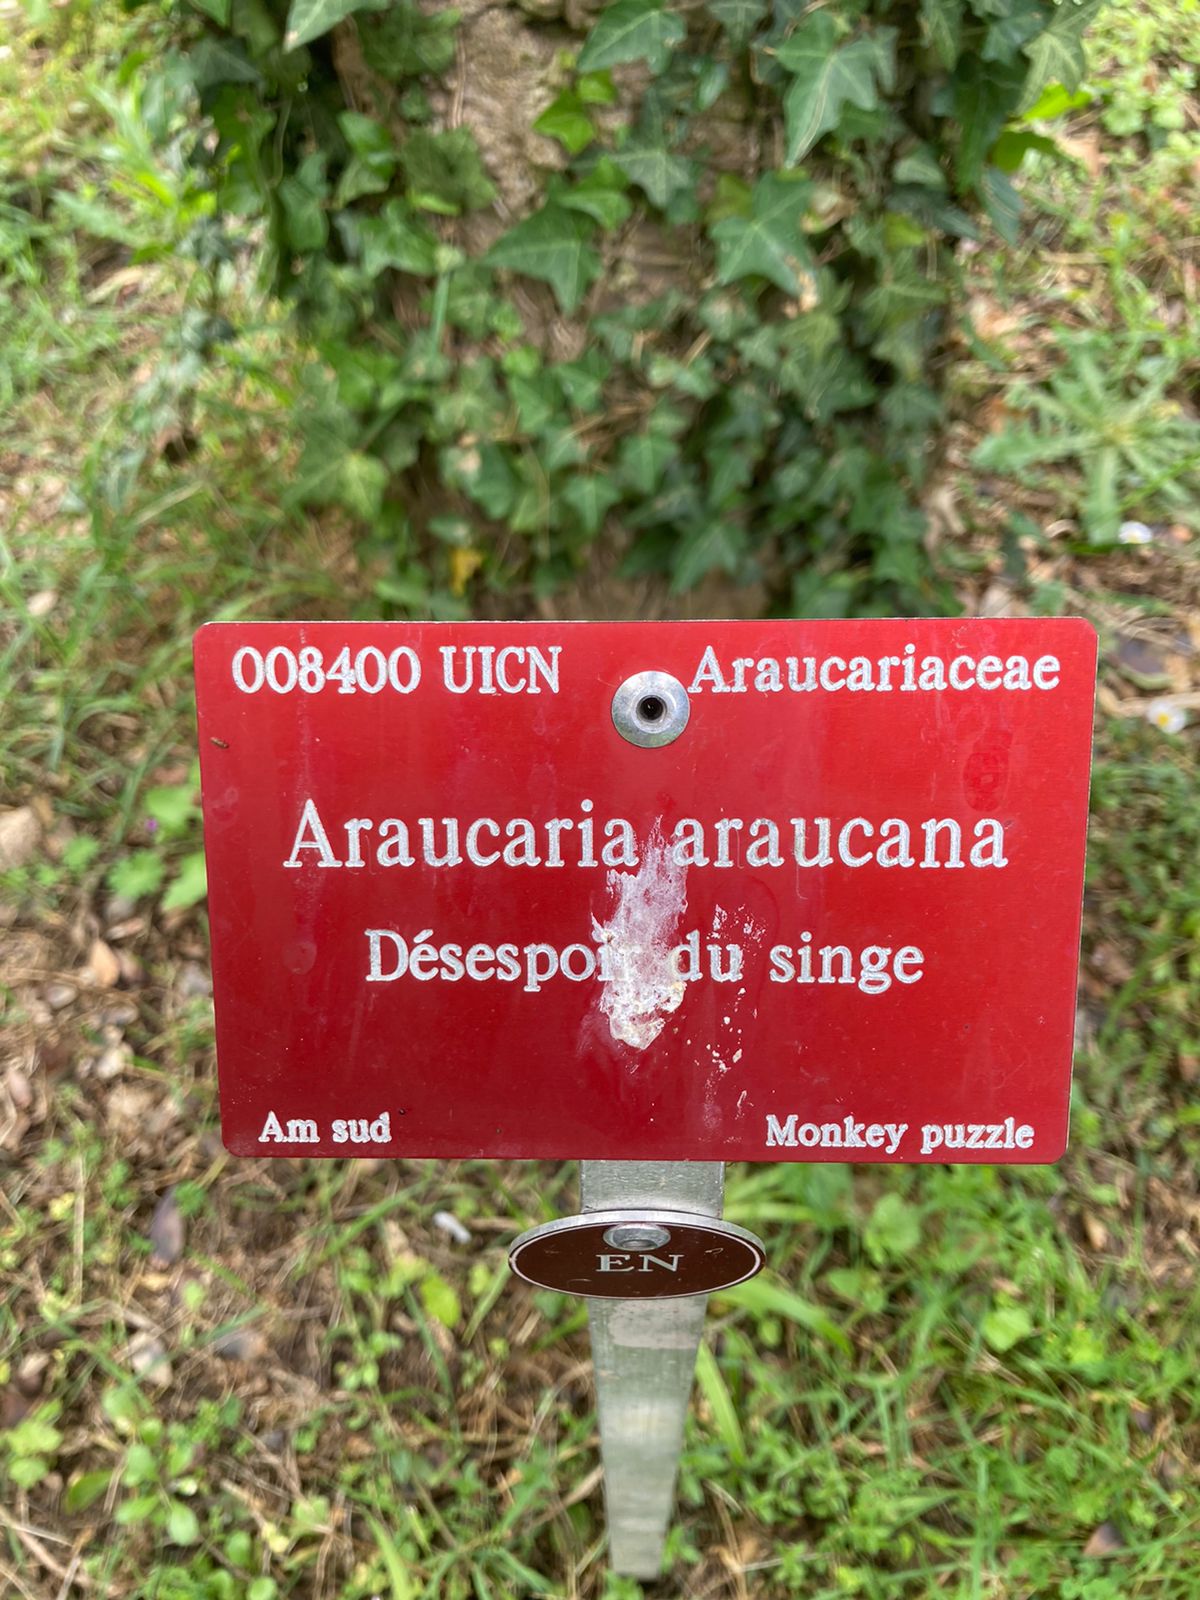 008400 UICN Araucariaceae
Araucaria araucana
Désespoir du singe
Am sud Monkey puzzle
EN